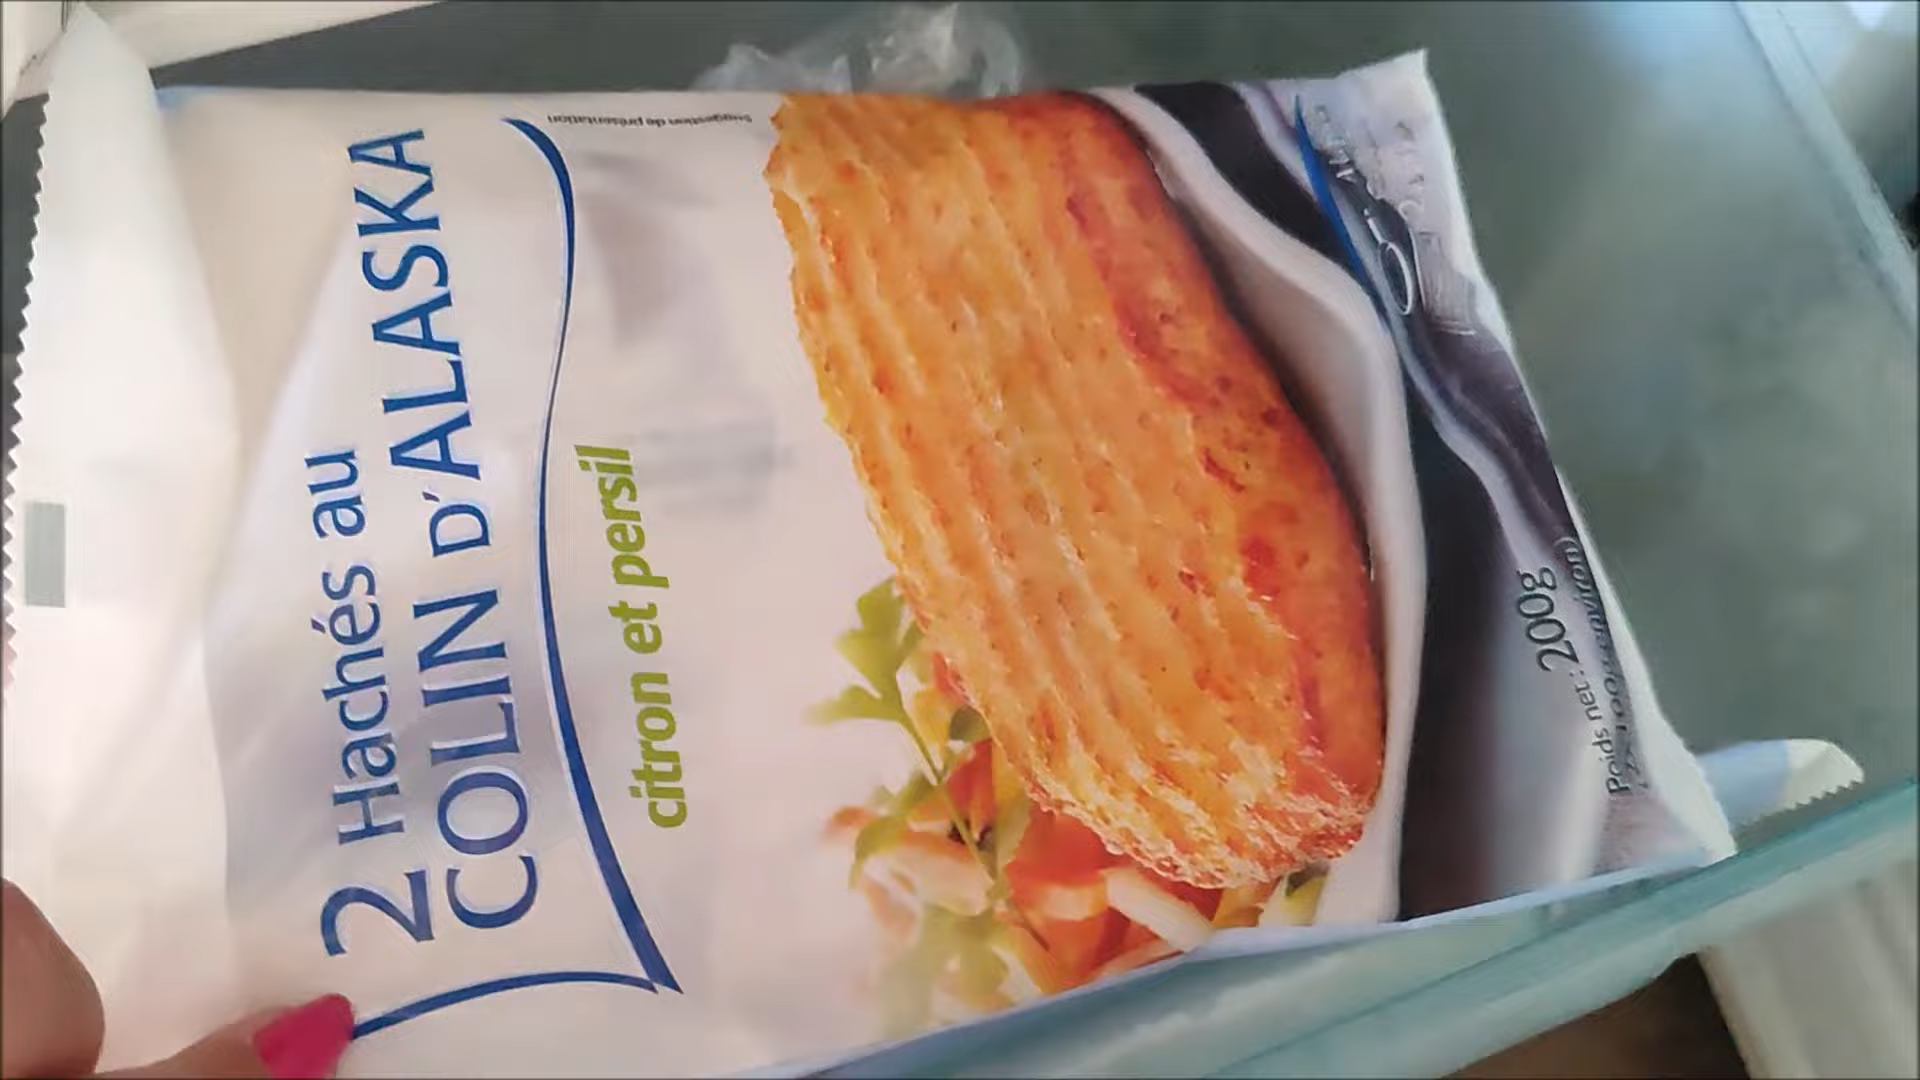 2 Hachés au
COLIN D'ALASKA
citron et persil
Suggestion de présentation
Poids net : 200g